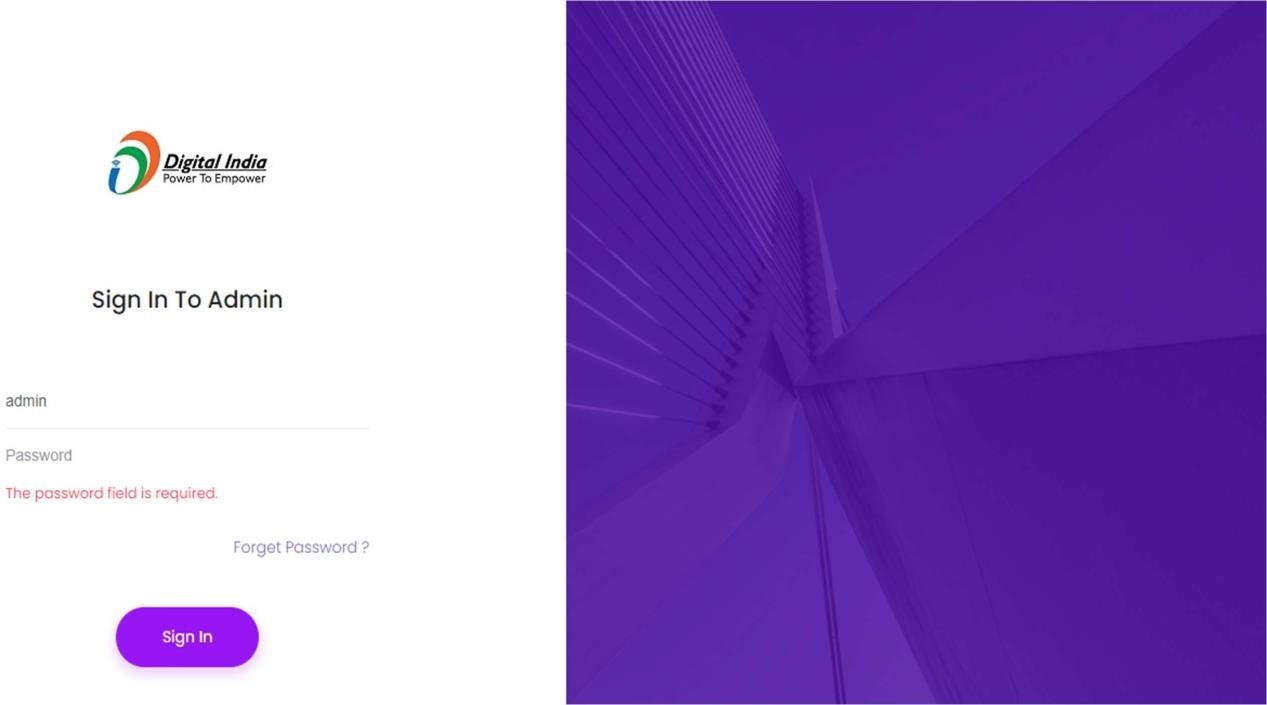 Digital India
Power To Empower
Sign In To Admin
admin
Password
The password field is required.
Forget Password ?
Sign In